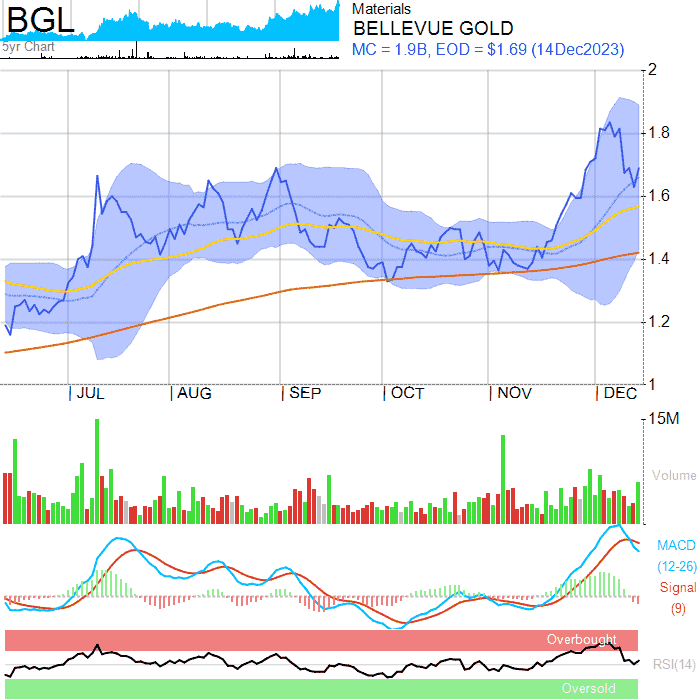 BGL
5yr Chart
Materials
BELLEVUE GOLD
MC = 1.9B, EOD = $1.69 (14Dec2023)
2
1.8
1.6
1.4
1.2
1
JUL
AUG
SEP
OCT
NOV
DEC
15M
Volume
MACD
(12-26)
Signal
(9)
Overbought
RSI(14)
Oversold